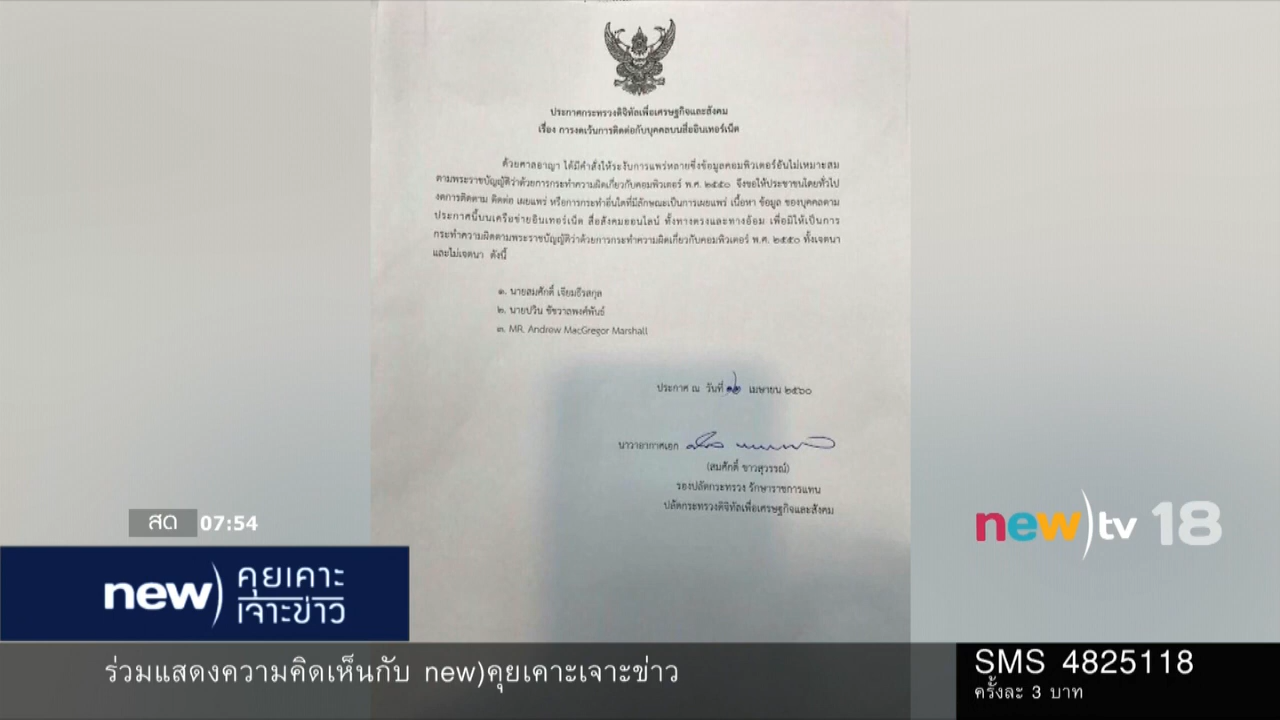 ประกาศกระทรวงดิจิทัลเพื่อเศรษฐกิจและสังคม
เรื่อง การงดเว้นการติดต่อกับบุคคลบนสื่ออินเทอร์เน็ต
ด้วยศาลอาญา ได้มีคำสั่งให้ระงับการแพร่หลายซึ่งข้อมูลคอมพิวเตอร์อันไม่เหมาะสม
ตามพระราชบัญญัติว่าด้วยการกระทำความผิดเกี่ยวกับคอมพิวเตอร์ พ.ศ. ๒๕๕๐ จึงขอให้ประชาชนโดยทั่วไป
งดการติดตาม ติดต่อ เผยแพร่ หรือการกระทำอื่นใดที่มีลักษณะเป็นการเผยแพร่ เนื้อหา ข้อมูล ของบุคคลตาม
ประกาศนี้บนเครือข่ายอินเทอร์เน็ต สื่อสังคมออนไลน์ ทั้งทางตรงและทางอ้อม เพื่อมิให้เป็นการ
กระทำความผิดตามพระราชบัญญัติว่าด้วยการกระทำความผิดเกี่ยวกับคอมพิวเตอร์ พ.ศ. ๒๕๕๐ ทั้งเจตนา
และไม่เจตนา ดังนี้
๑. นายสมศักดิ์ เจียมธีรสกุล
๒. นายปวิน ชัชวาลพงศ์พันธ์
๓. MR. Andrew MacGregor Marshall
ประกาศ ณ วันที่ ๑๒ เมษายน ๒๕๖๐
นาวาอากาศเอก
(สมศักดิ์ ขาวสุวรรณ์)
รองปลัดกระทรวง รักษาราชการแทน
ปลัดกระทรวงดิจิทัลเพื่อเศรษฐกิจและสังคม
สด 07:54
new)tv 18
new) คุยเคาะ
เจาะข่าว
ร่วมแสดงความคิดเห็นกับ new)คุยเคาะเจาะข่าว
SMS 4825118
ครั้งละ 3 บาท